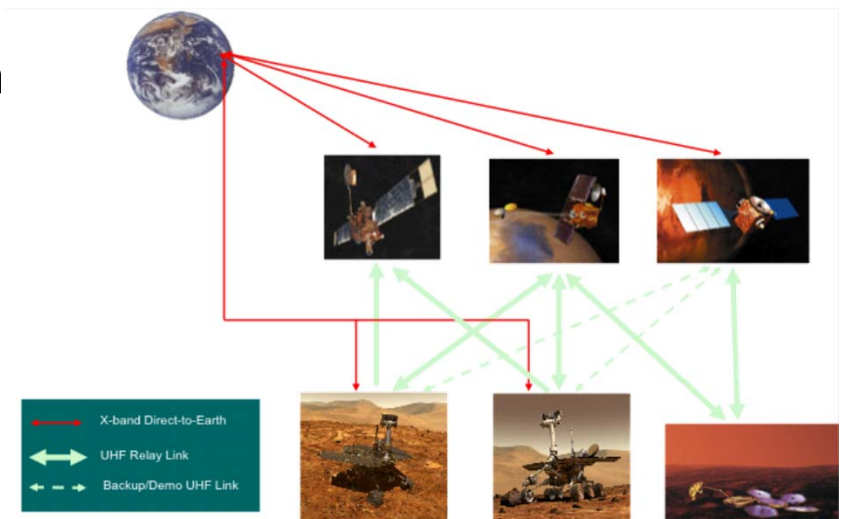 X-band Direct-to-Earth
UHF Relay Link
Backup/Demo UHF Link